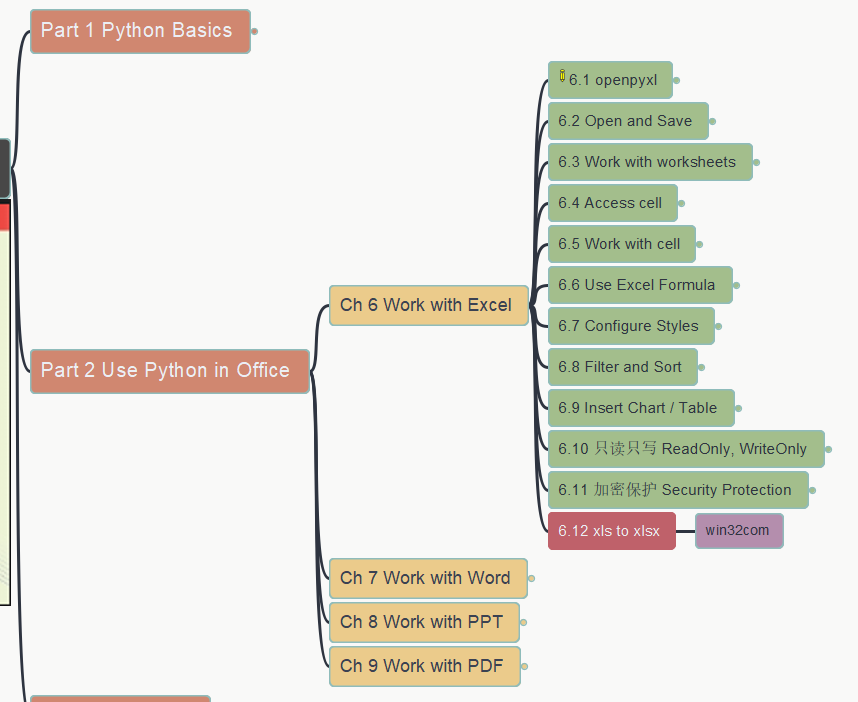 Part 1 Python Basics
Part 2 Use Python in Office
Ch 6 Work with Excel
6.1 openpyxl
6.2 Open and Save
6.3 Work with worksheets
6.4 Access cell
6.5 Work with cell
6.6 Use Excel Formula
6.7 Configure Styles
6.8 Filter and Sort
6.9 Insert Chart / Table
6.10 只读只写 ReadOnly, WriteOnly
6.11 加密保护 Security Protection
6.12 xls to xlsx
win32com
Ch 7 Work with Word
Ch 8 Work with PPT
Ch 9 Work with PDF